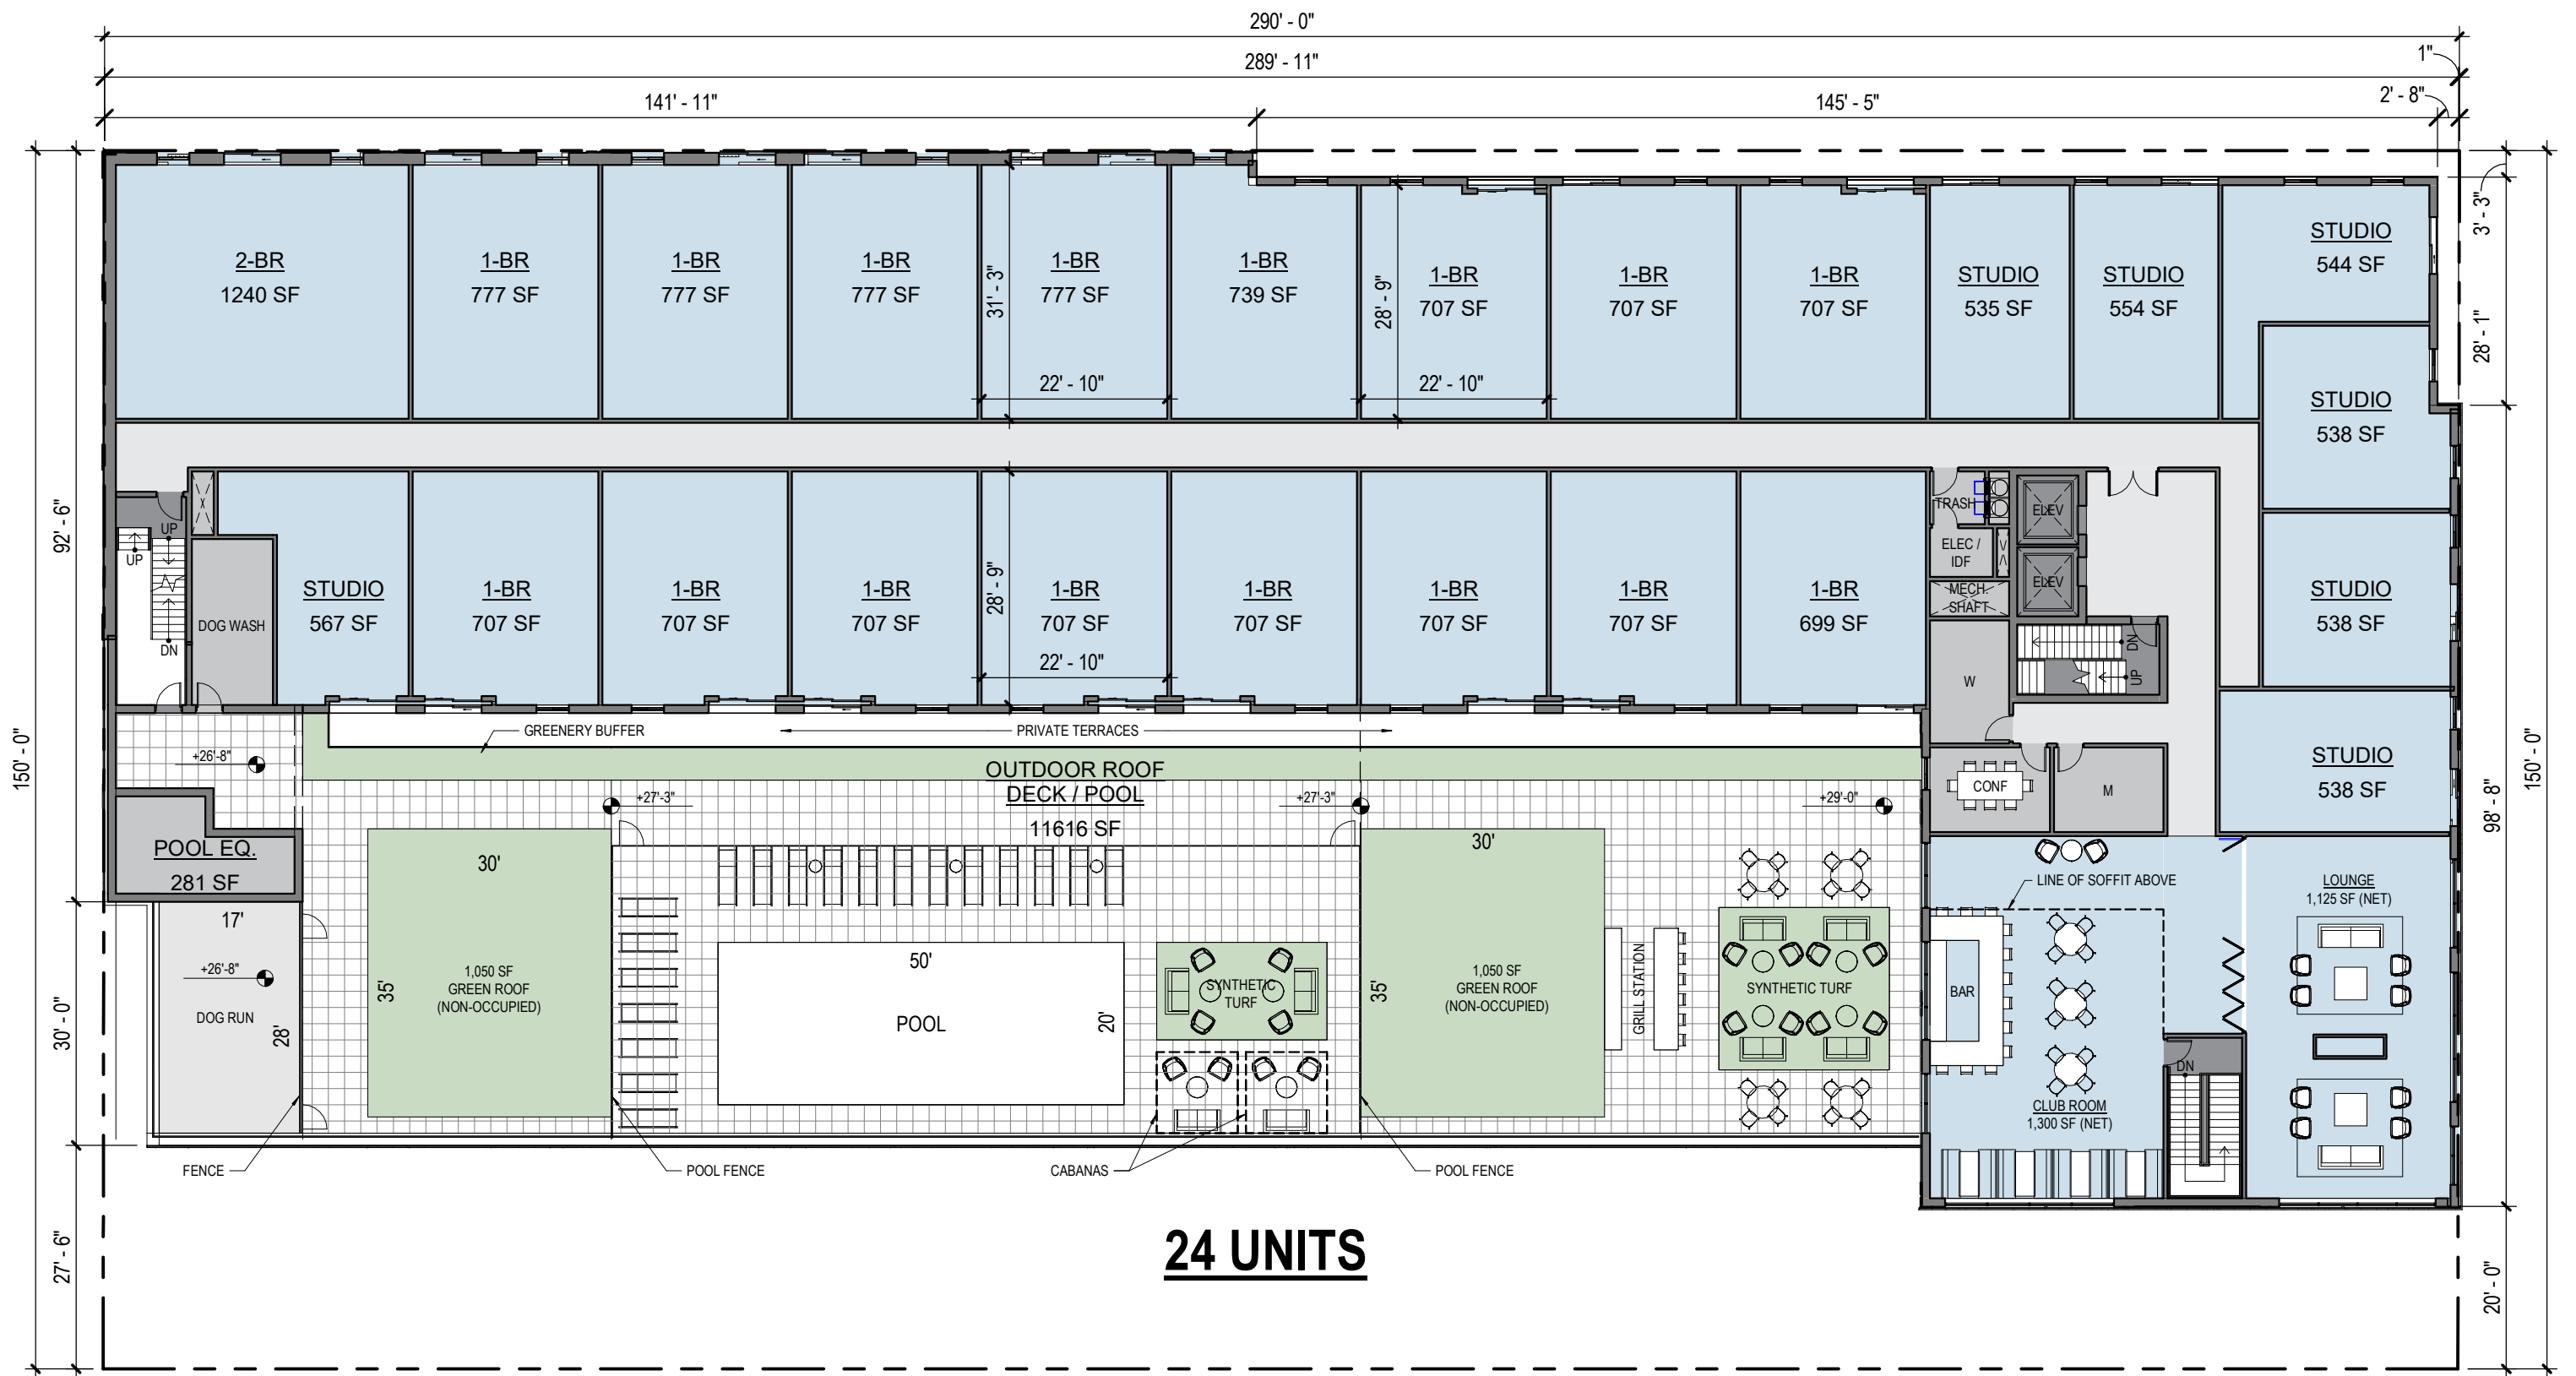 290' - 0"
289' - 11"
1"
141' - 11"
145' - 5"
2' - 8"
2-BR
1240 SF
1-BR
777 SF
1-BR
777 SF
1-BR
777 SF
1-BR
777 SF
1-BR
739 SF
1-BR
707 SF
1-BR
707 SF
1-BR
707 SF
STUDIO
535 SF
STUDIO
554 SF
STUDIO
544 SF
3' - 3"
28' - 1"
31' - 3"
28' - 9"
22' - 10"
22' - 10"
STUDIO
538 SF
92' - 6"
150' - 0"
UP
UP
DN
DOG WASH
STUDIO
567 SF
1-BR
707 SF
1-BR
707 SF
1-BR
707 SF
28' - 9"
1-BR
707 SF
22' - 10"
1-BR
707 SF
1-BR
707 SF
1-BR
707 SF
1-BR
699 SF
TRASH
ELEC /
IDF
MECH.
SHAFT
ELEV
ELEV
DN
UP
W
STUDIO
538 SF
GREENERY BUFFER
PRIVATE TERRACES
+26'-8"
OUTDOOR ROOF
DECK / POOL
11616 SF
+27'-3"
+27'-3"
+29'-0"
CONF
M
STUDIO
538 SF
150' - 0"
98' - 8"
POOL EQ.
281 SF
17'
+26'-8"
DOG RUN
28'
30'
35'
1,050 SF
GREEN ROOF
(NON-OCCUPIED)
50'
POOL
20'
SYNTHETIC
TURF
30'
35'
1,050 SF
GREEN ROOF
(NON-OCCUPIED)
GRILL STATION
SYNTHETIC TURF
BAR
LINE OF SOFFIT ABOVE
LOUNGE
1,125 SF (NET)
DN
CLUB ROOM
1,300 SF (NET)
30' - 0"
FENCE
POOL FENCE
CABANAS
POOL FENCE
24 UNITS
27' - 6"
20' - 0"